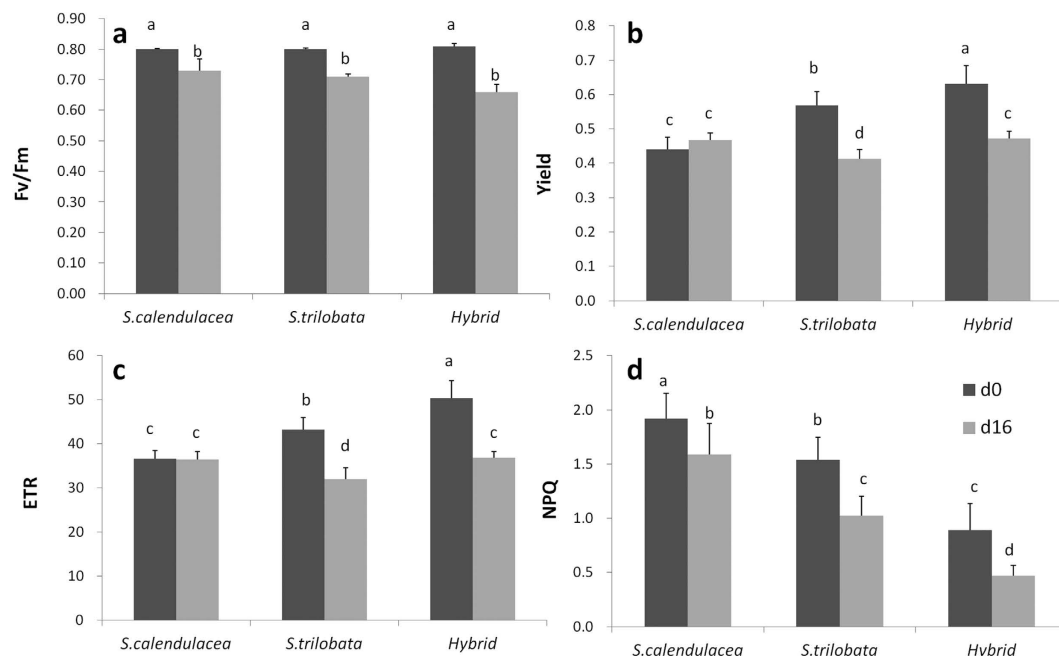 a
Fv/Fm
0.90
0.80
0.70
0.60
0.50
0.40
0.30
0.20
0.10
0.00
a b a b a b
S.calendulacea S.trilobata Hybrid
b
Yield
0.8
0.7
0.6
0.5
0.4
0.3
0.2
0.1
0.0
c c b d a c
S.calendulacea S.trilobata Hybrid
c
ETR
60
50
40
30
20
10
0
c c b d a c
S.calendulacea S.trilobata Hybrid
d
NPQ
2.5
2.0
1.5
1.0
0.5
0.0
a b b c c d
d0
d16
S.calendulacea S.trilobata Hybrid